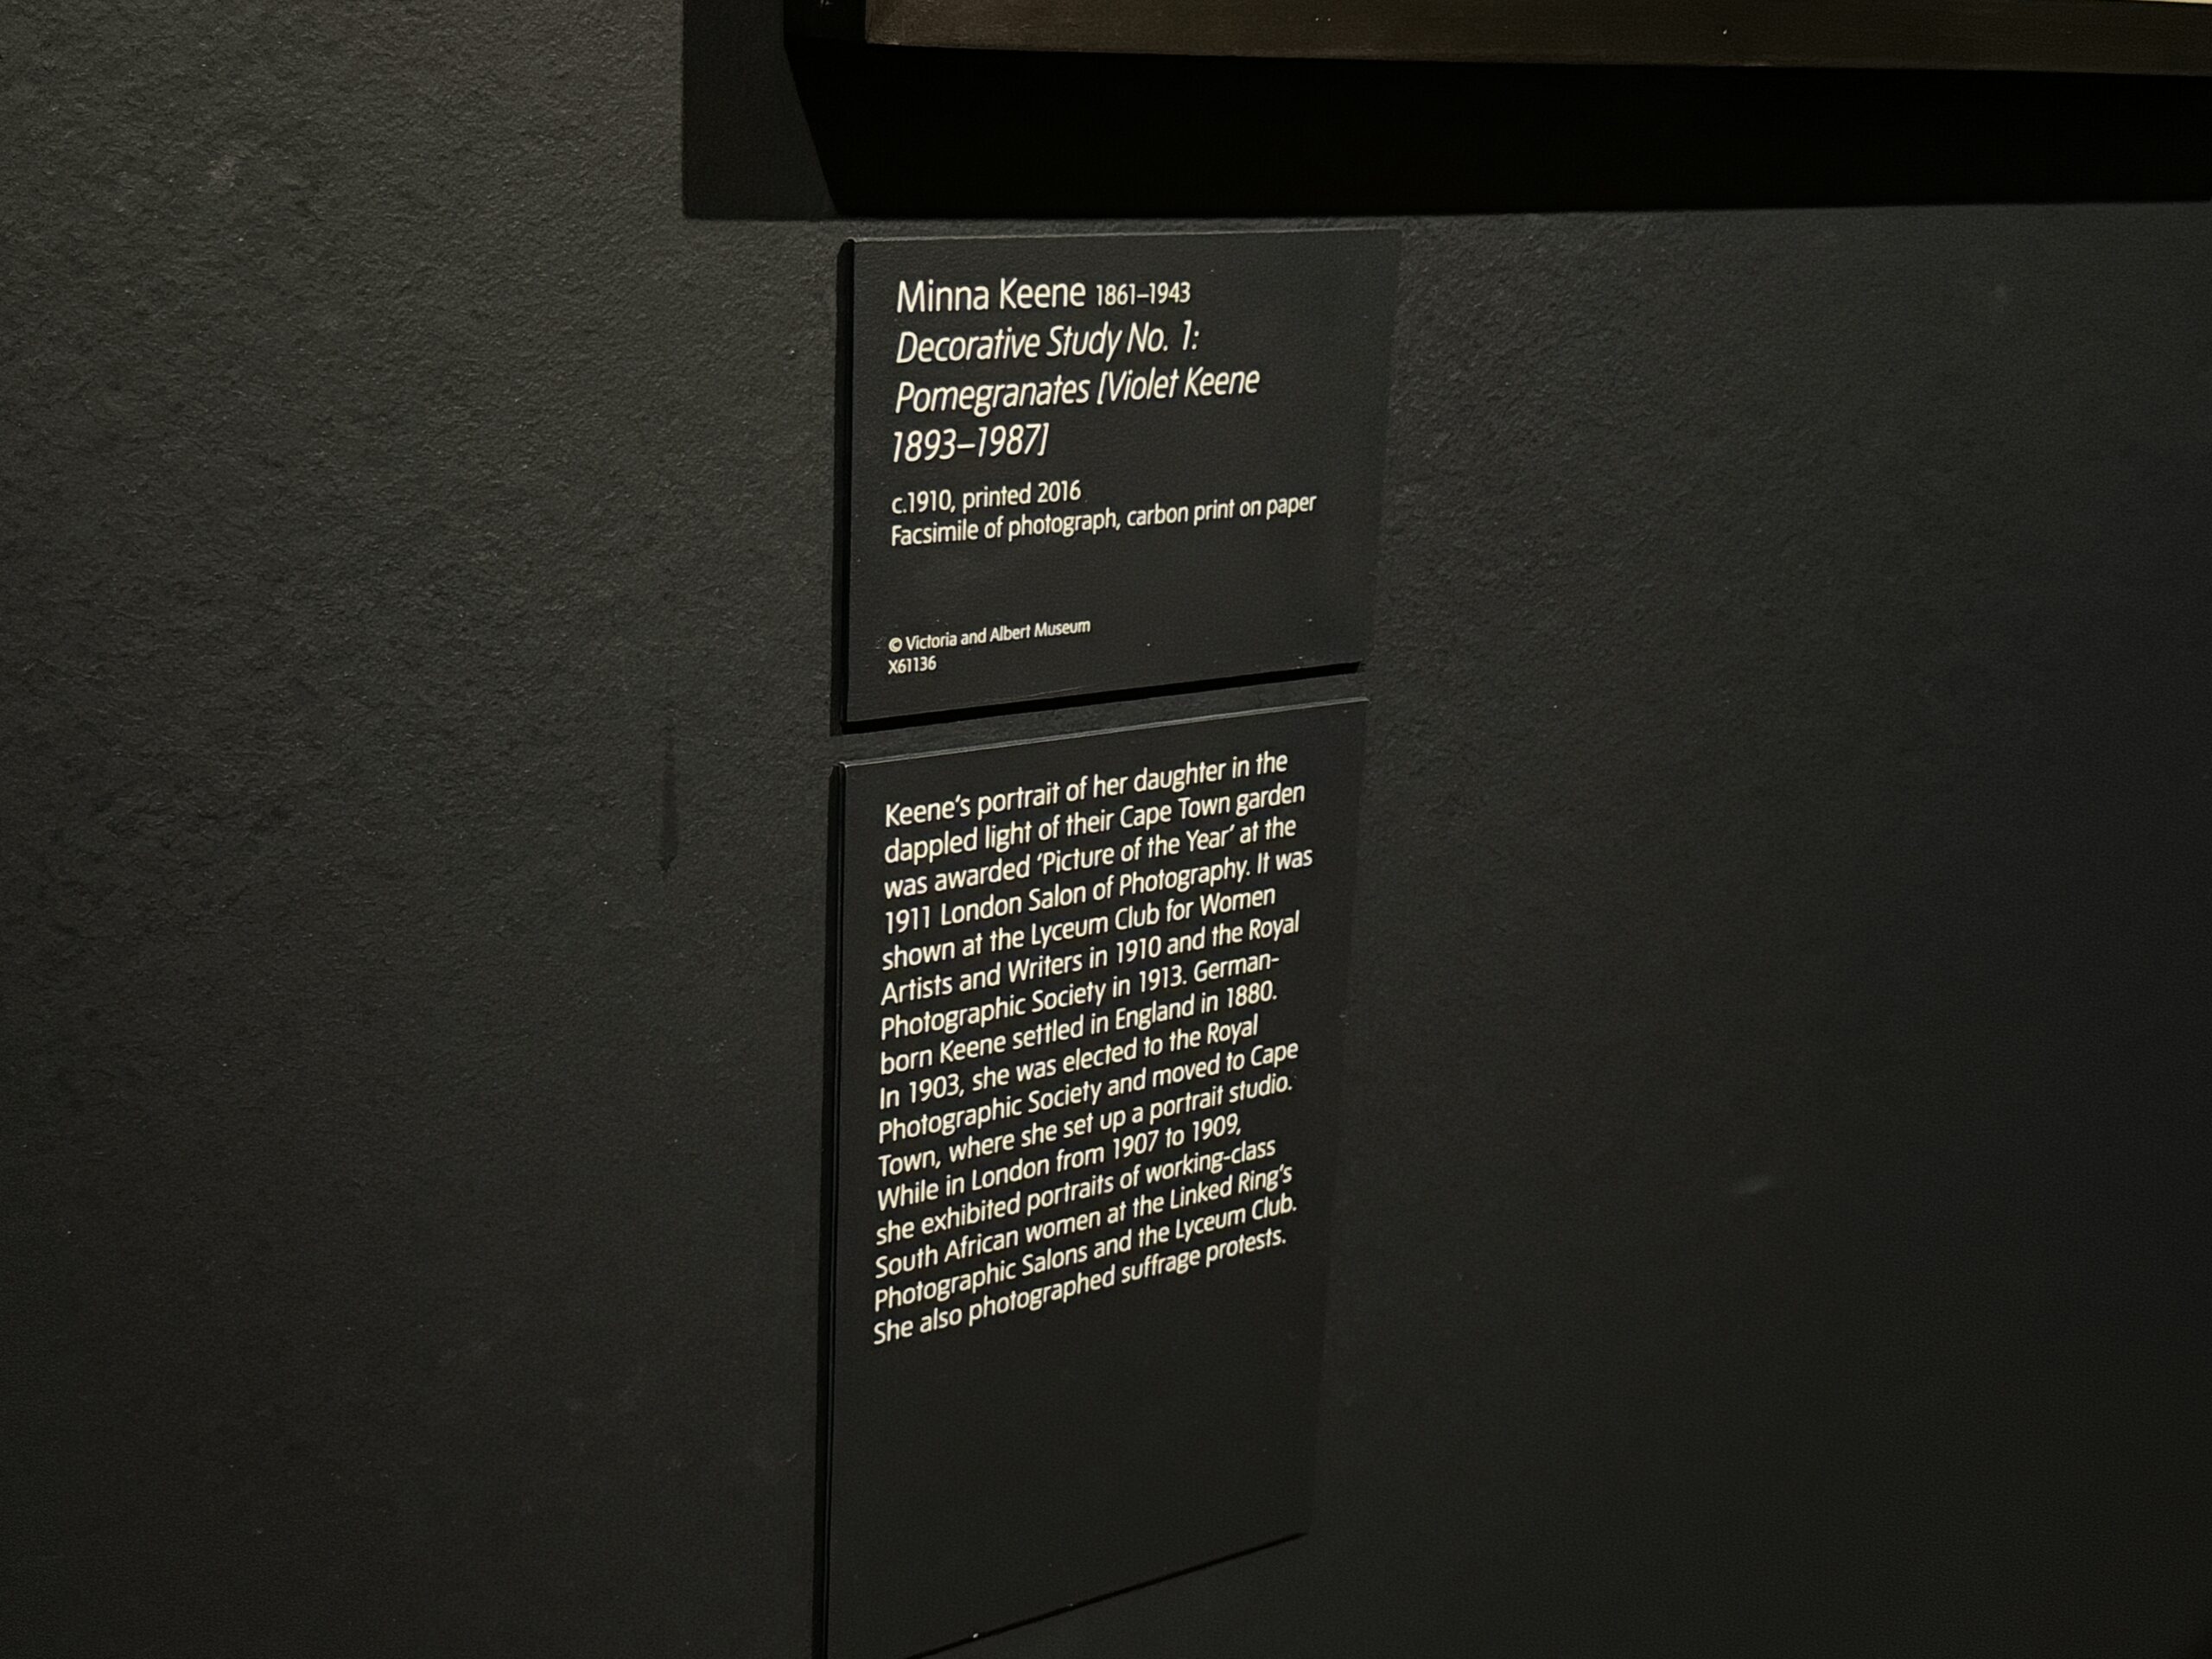 Minna Keene 1861–1943
Decorative Study No. 1:
Pomegranates [Violet Keene
1893–1987]
c.1910, printed 2016
Facsimile of photograph, carbon print on paper
© Victoria and Albert Museum
X61136
Keene’s portrait of her daughter in the
dappled light of their Cape Town garden
was awarded ‘Picture of the Year’ at the
1911 London Salon of Photography. It was
shown at the Lyceum Club for Women
Artists and Writers in 1910 and the Royal
Photographic Society in 1913. German-
born Keene settled in England in 1880.
In 1903, she was elected to the Royal
Photographic Society and moved to Cape
Town, where she set up a portrait studio.
While in London from 1907 to 1909,
she exhibited portraits of working-class
South African women at the Linked Ring’s
Photographic Salons and the Lyceum Club.
She also photographed suffrage protests.